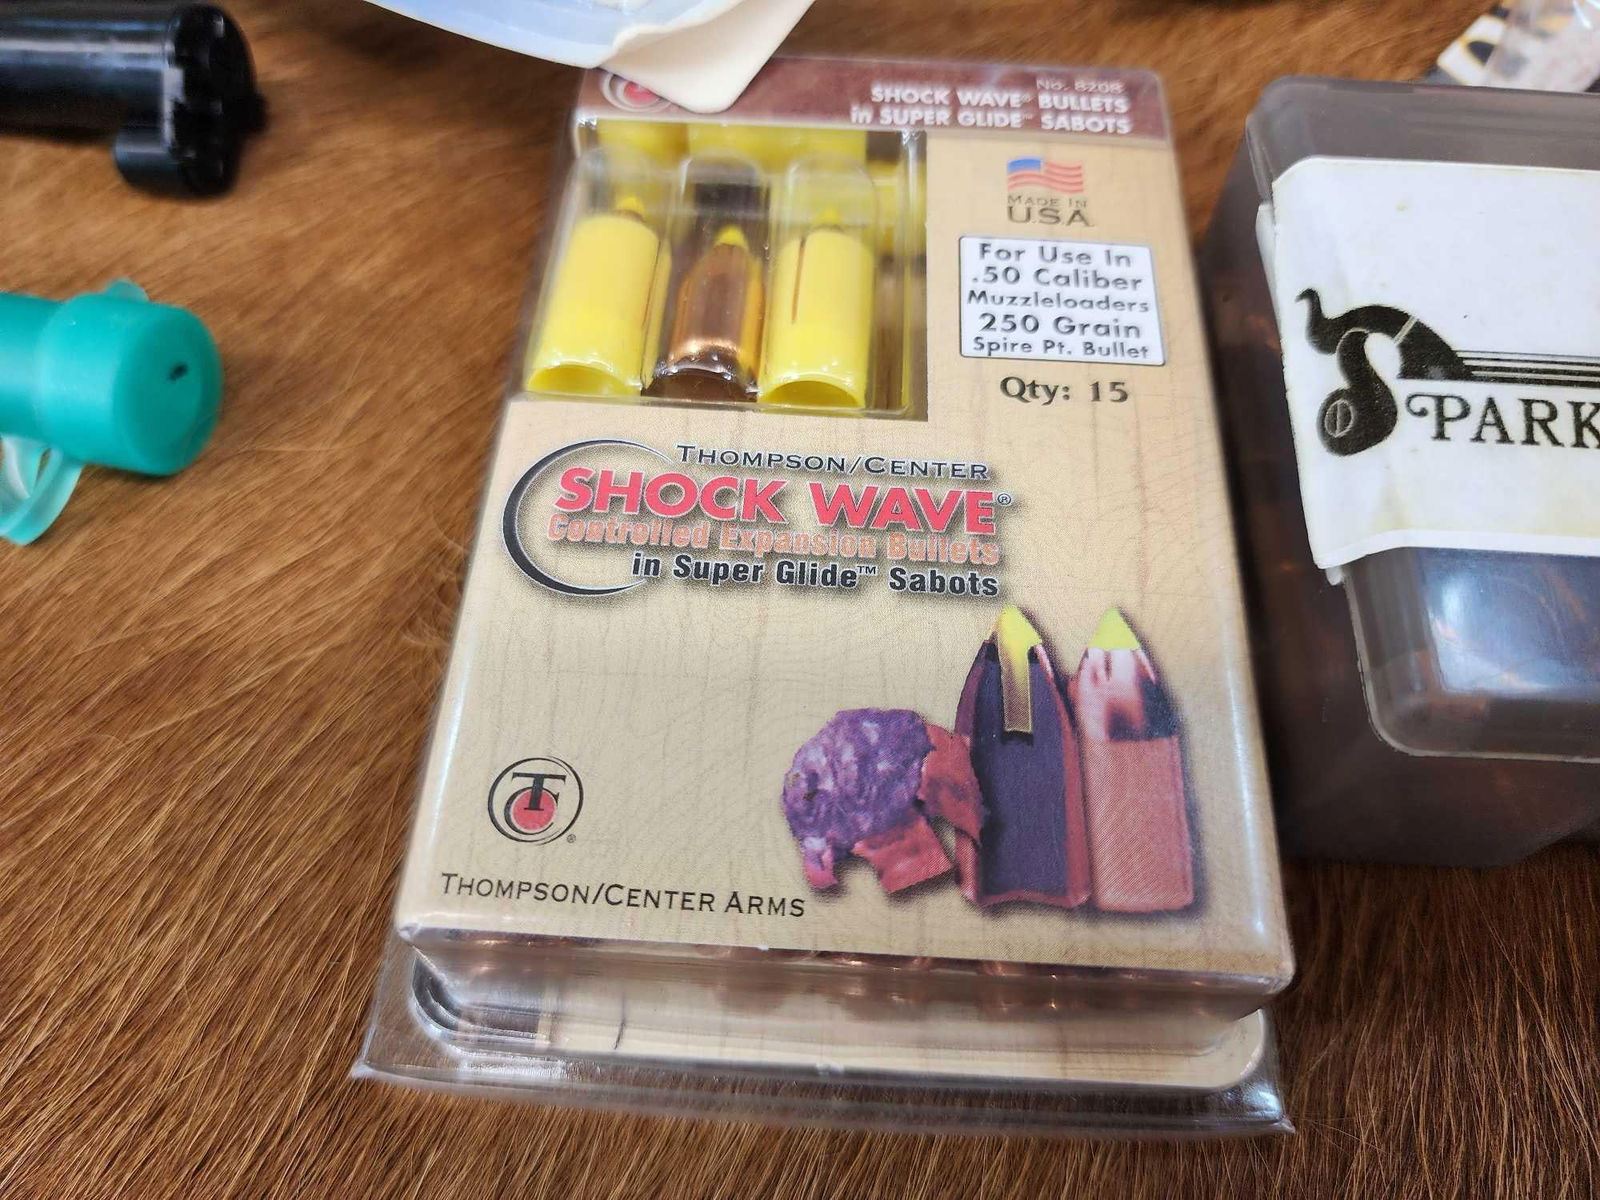 No. 8208
SHOCK WAVE® BULLETS
in SUPER GLIDE™ SABOTS
MADE IN
USA
For Use In
.50 Caliber
Muzzleloaders
250 Grain
Spire Pt. Bullet
Qty: 15
THOMPSON/CENTER
SHOCK WAVE®
Controlled Expansion Bullets
in Super Glide™ Sabots
TC®
THOMPSON/CENTER ARMS
SPARK